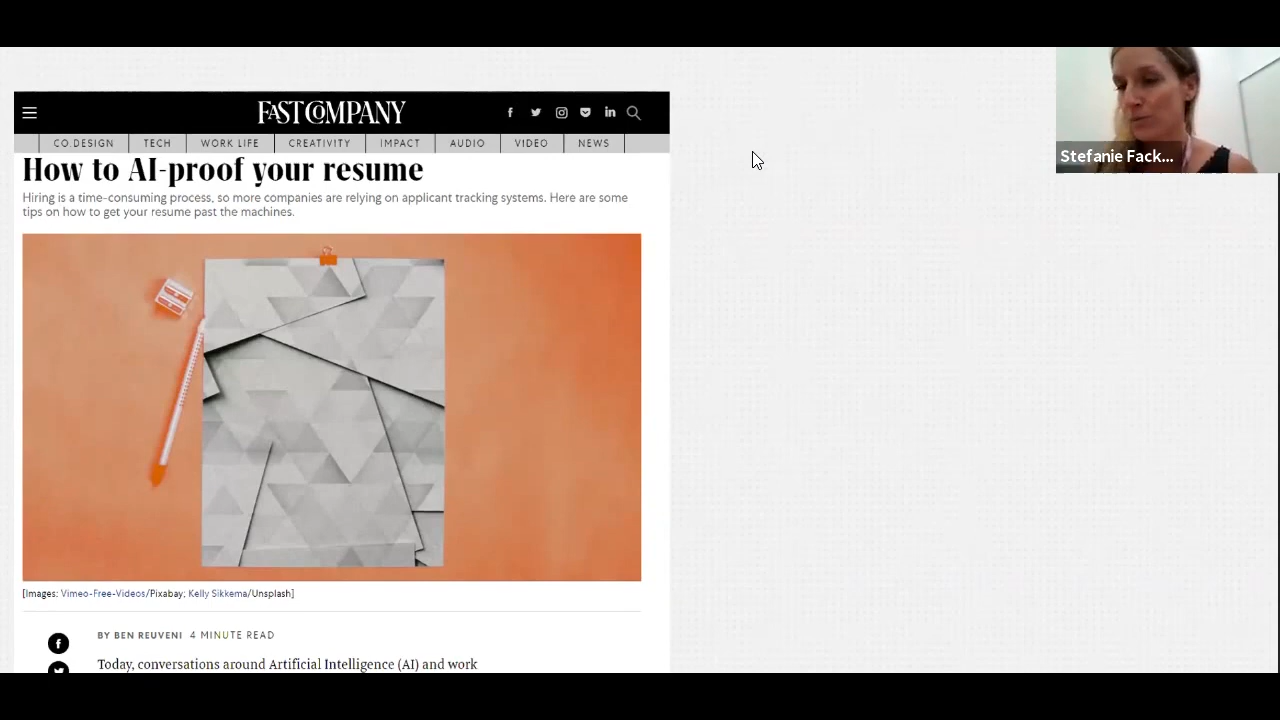 FAST COMPANY
CO.DESIGN TECH WORK LIFE CREATIVITY IMPACT AUDIO VIDEO NEWS
How to AI-proof your resume
Hiring is a time-consuming process, so more companies are relying on applicant tracking systems. Here are some
tips on how to get your resume past the machines.
[Images: Vimeo-Free-Videos/Pixabay; Kelly Sikkema/Unsplash]
BY BEN REUVENI 4 MINUTE READ
Today, conversations around Artificial Intelligence (AI) and work
Stefanie Fack...